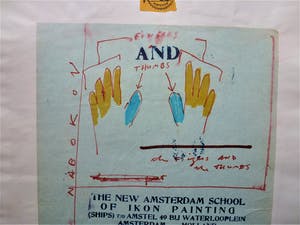 FINGERS
AND
THUMBS
NABOKOV
the fingers AND
the THUMBS
THE NEW AMSTERDAM SCHOOL
OF IKON PAINTING
(SHIPS) T/O AMSTEL 49 BIJ WATERLOOPLEIN
AMSTERDAM HOLLAND